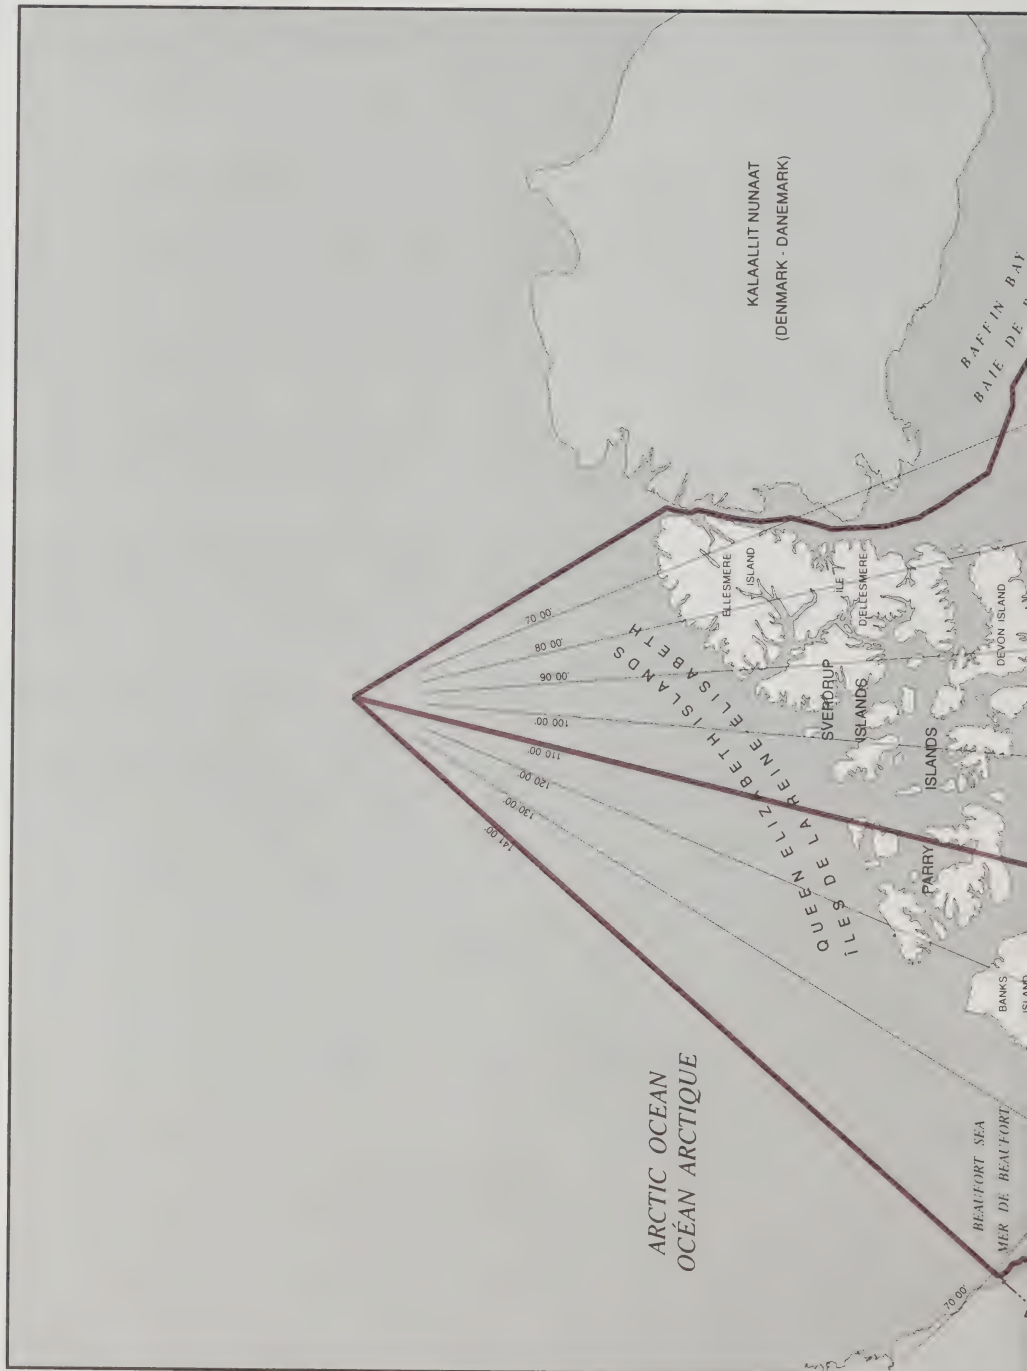 KALAALLIT NUNAAT
(DENMARK - DANEMARK)
BAFFIN BAY
BAIE DE
ELLESMERE
ISLAND
ÎLE
D'ELLESMERE
DEVON ISLAND
70 00'
80 00'
90 00'
100 00'
110 00'
120 00'
130 00'
141 00'
QUEEN ELIZABETH ISLANDS
ÎLES DE LA REINE ELISABETH
SVERDRUP
ISLANDS
PARRY ISLANDS
BANKS
ISLAND
ARCTIC OCEAN
OCÉAN ARCTIQUE
BEAUFORT SEA
MER DE BEAUFORT
70 00'